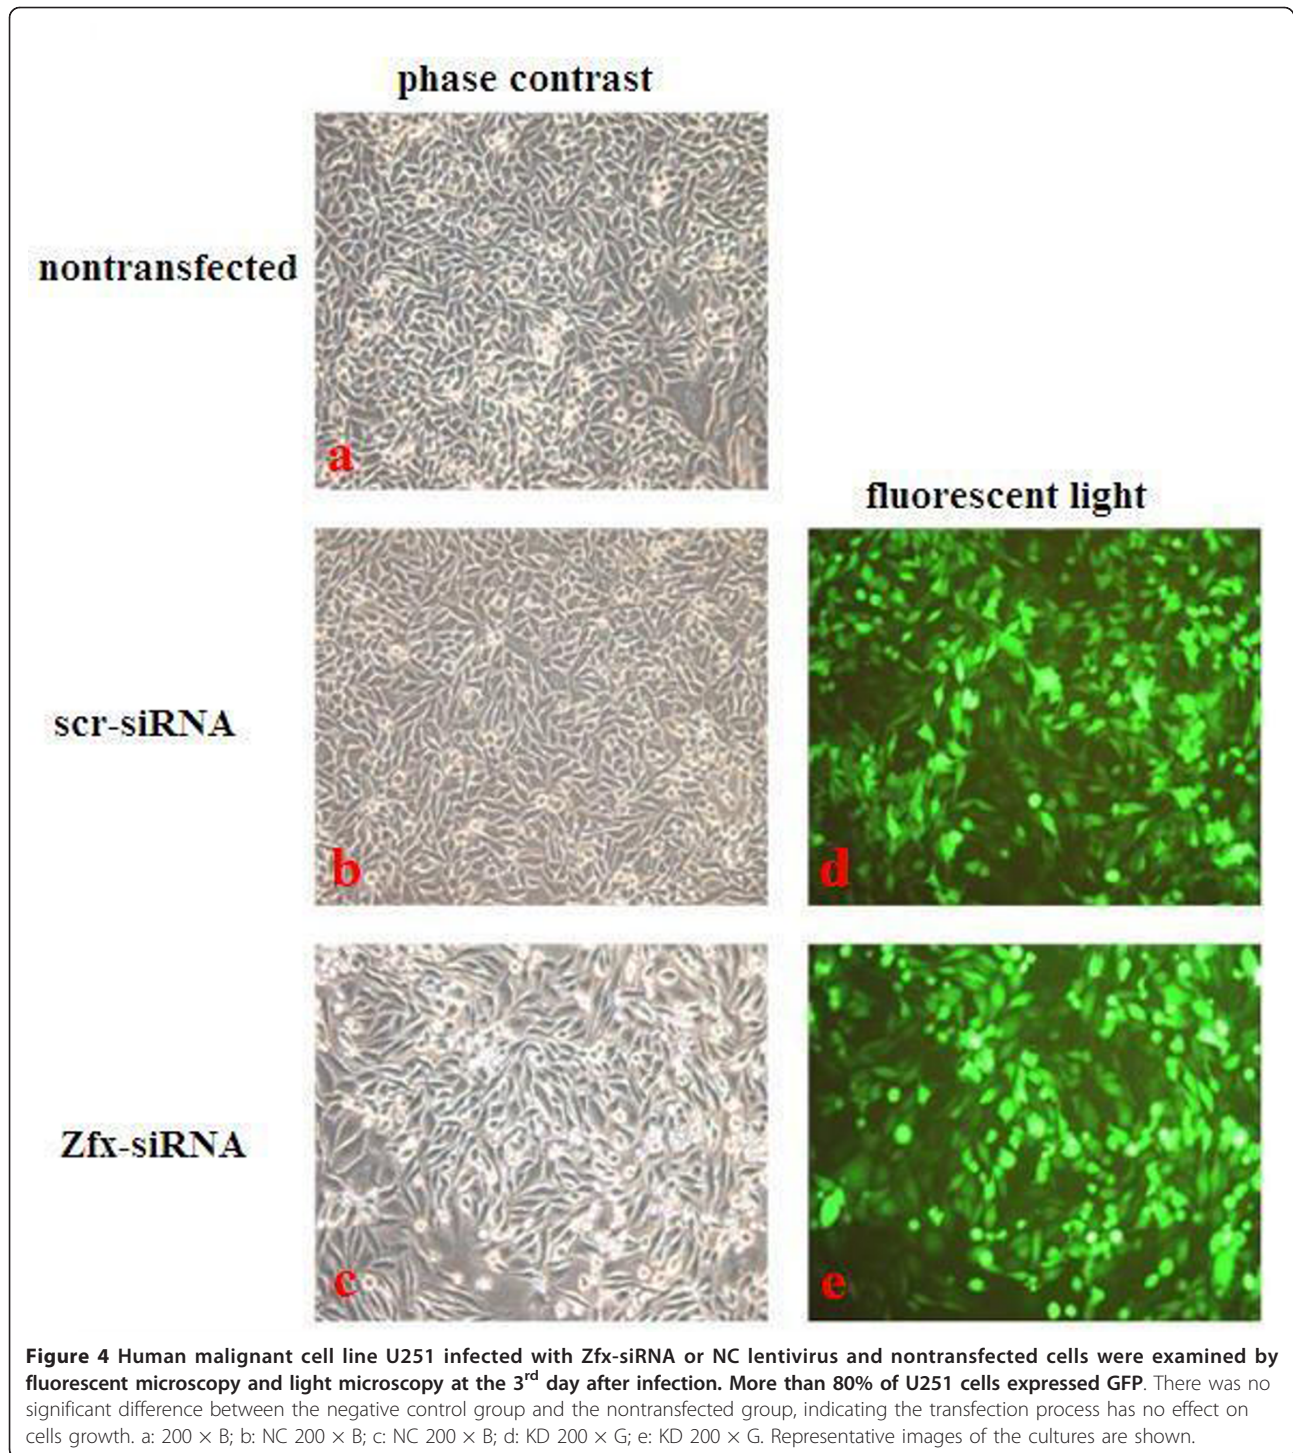 phase contrast
nontransfected
a
fluorescent light
scr-siRNA
b
d
Zfx-siRNA
c
e
Figure 4 Human malignant cell line U251 infected with Zfx-siRNA or NC lentivirus and nontransfected cells were examined by
fluorescent microscopy and light microscopy at the 3rd day after infection. More than 80% of U251 cells expressed GFP. There was no
significant difference between the negative control group and the nontransfected group, indicating the transfection process has no effect on
cells growth. a: 200 × B; b: NC 200 × B; c: NC 200 × B; d: KD 200 × G; e: KD 200 × G. Representative images of the cultures are shown.